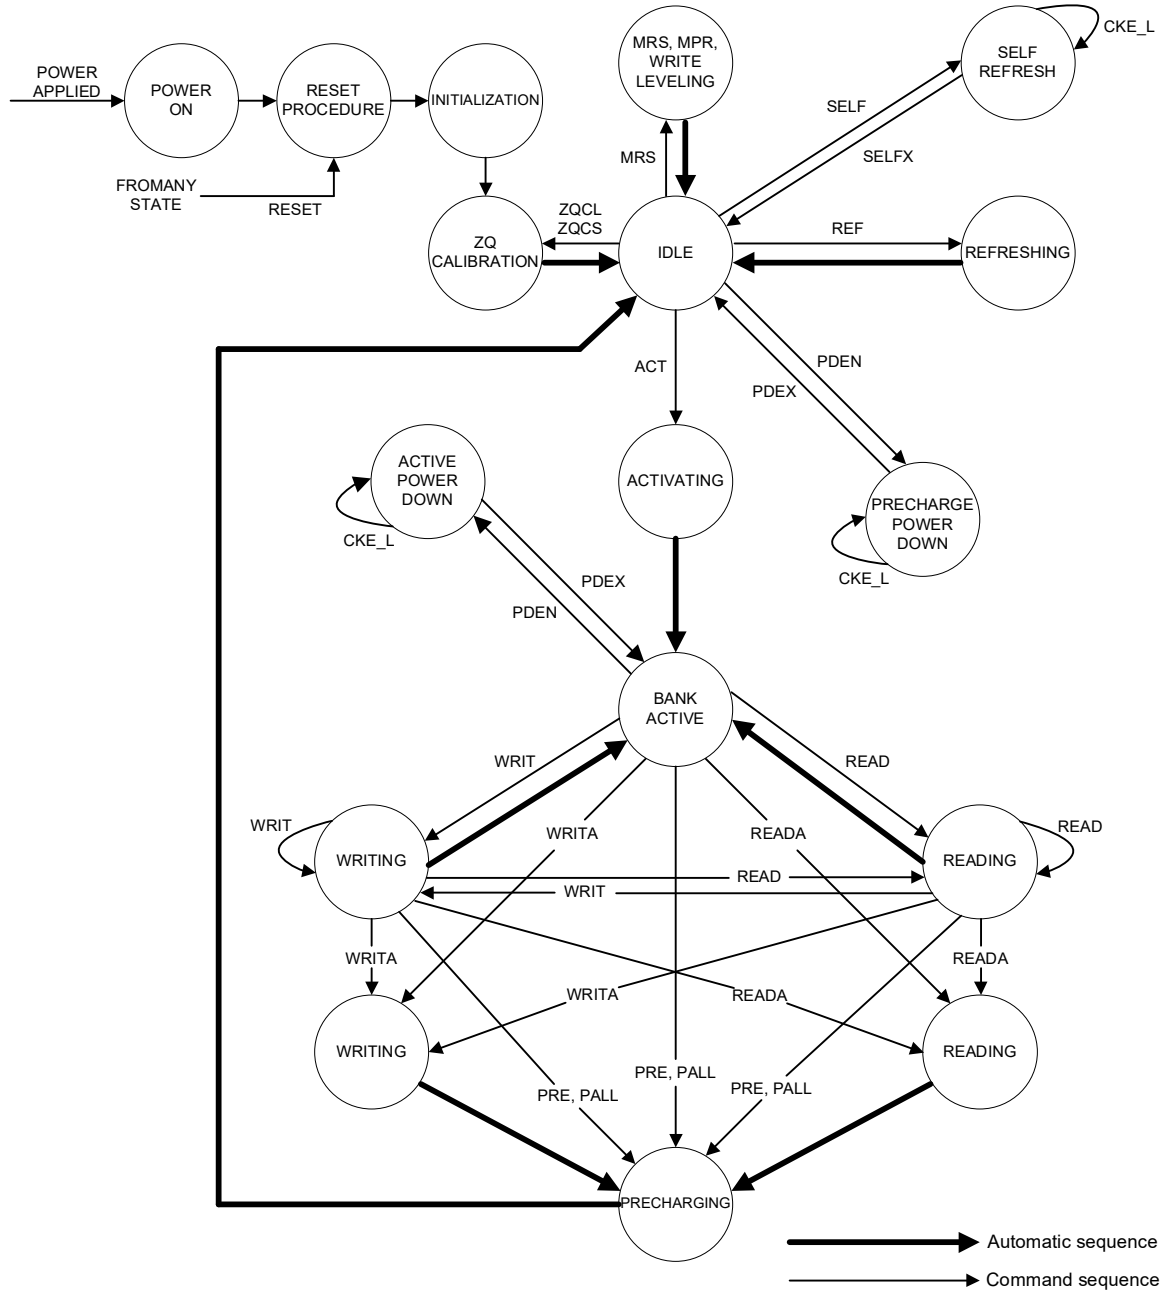 POWER
APPLIED
POWER
ON
RESET
PROCEDURE
INITIALIZATION
MRS, MPR,
WRITE
LEVELING
SELF
REFRESH
CKE_L
FROMANY
STATE
RESET
MRS
SELF
SELFX
ZQCL
ZQCS
ZQ
CALIBRATION
IDLE
REF
REFRESHING
ACT
PDEN
PDEX
ACTIVE
POWER
DOWN
CKE_L
ACTIVATING
PRECHARGE
POWER
DOWN
CKE_L
PDEX
PDEN
BANK
ACTIVE
WRIT
READ
WRIT
WRITA
READA
READ
WRITING
READING
READ
WRIT
WRITA
READA
WRITA
READA
WRITING
READING
PRE, PALL
PRE, PALL
PRE, PALL
PRECHARGING
Automatic sequence
Command sequence